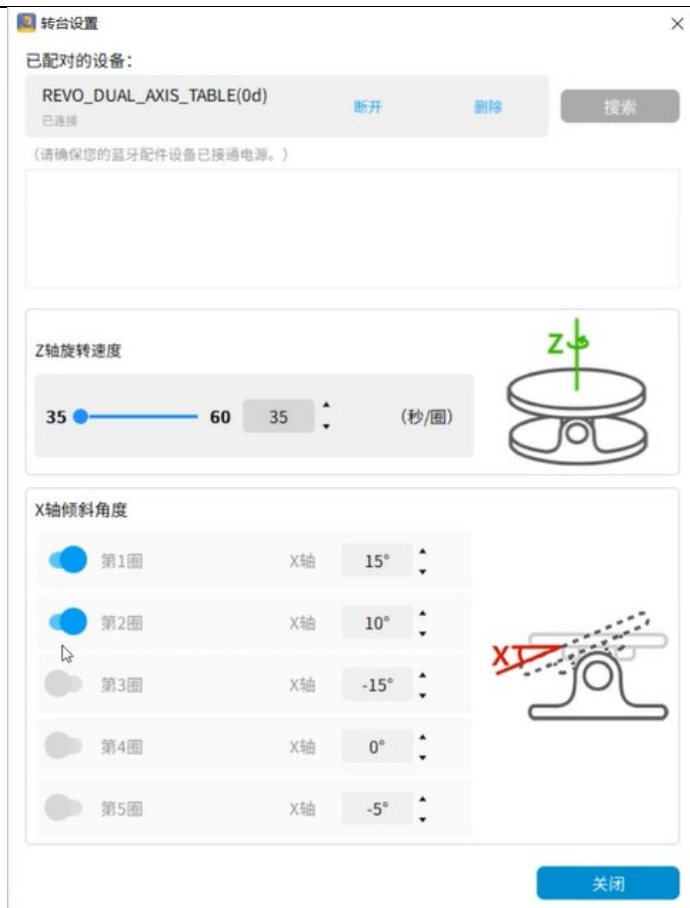 转台设置
已配对的设备：
REVO_DUAL_AXIS_TABLE(0d) 断开 删除 搜索
已连接
（请确保您的蓝牙配件设备已接通电源。）
Z轴旋转速度
Z
35 60 35 （秒/圈）
X轴倾斜角度
第1圈 X轴 15°
第2圈 X轴 10°
X
第3圈 X轴 -15°
第4圈 X轴 0°
第5圈 X轴 -5°
关闭